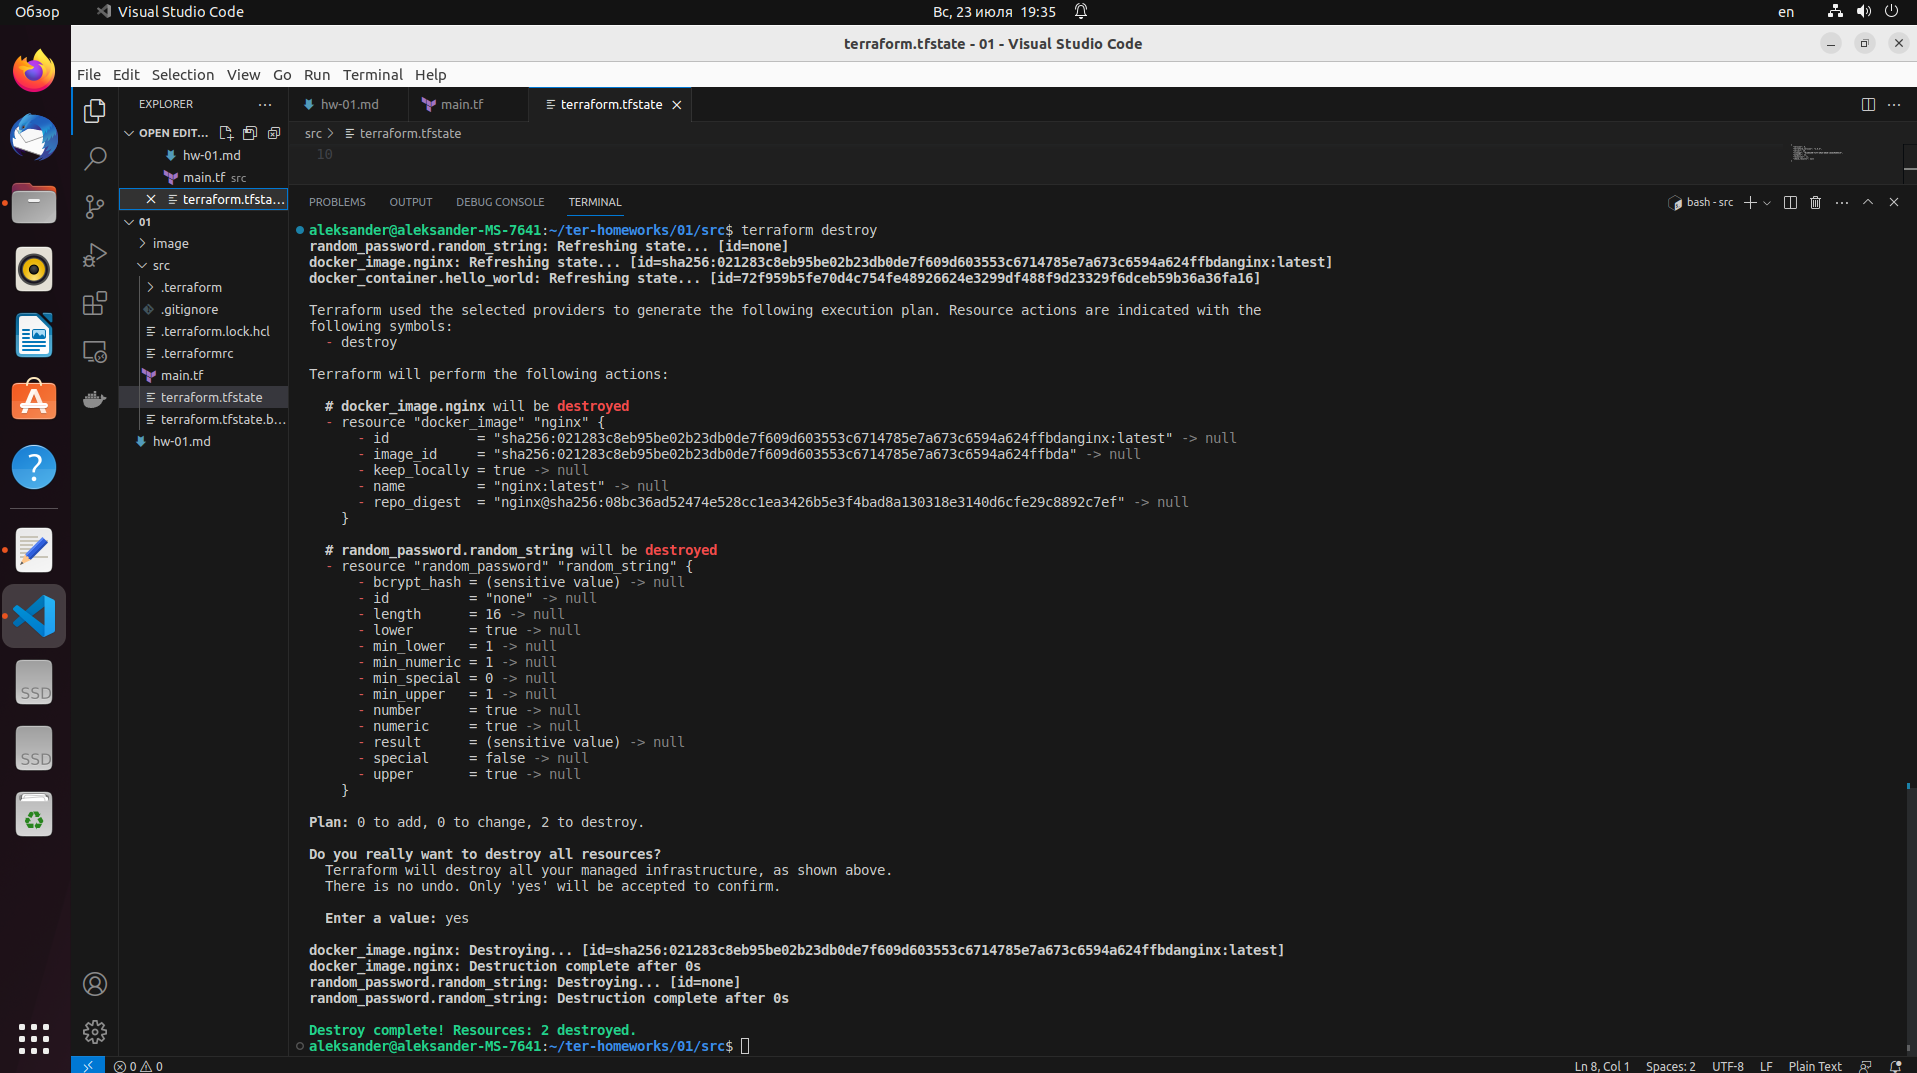 Обзор
Visual Studio Code
Вс, 23 июля 19:35
en
terraform.tfstate - 01 - Visual Studio Code
File Edit Selection View Go Run Terminal Help
EXPLORER
OPEN EDIT...
hw-01.md
main.tf src
terraform.tfsta...
01
image
src
.terraform
.gitignore
.terraform.lock.hcl
.terraformrc
main.tf
terraform.tfstate
terraform.tfstate.b...
hw-01.md
hw-01.md
main.tf
terraform.tfstate
src > terraform.tfstate
10
PROBLEMS OUTPUT DEBUG CONSOLE TERMINAL
bash - src
aleksander@aleksander-MS-7641:~/ter-homeworks/01/src$ terraform destroy
random_password.random_string: Refreshing state... [id=none]
docker_image.nginx: Refreshing state... [id=sha256:021283c8eb95be02b23db0de7f609d603553c6714785e7a673c6594a624ffbdanginx:latest]
docker_container.hello_world: Refreshing state... [id=72f959b5fe70d4c754fe48926624e3299df488f9d23329f6dceb59b36a36fa16]
Terraform used the selected providers to generate the following execution plan. Resource actions are indicated with the
following symbols:
- destroy
Terraform will perform the following actions:
# docker_image.nginx will be destroyed
- resource "docker_image" "nginx" {
- id = "sha256:021283c8eb95be02b23db0de7f609d603553c6714785e7a673c6594a624ffbdanginx:latest" -> null
- image_id = "sha256:021283c8eb95be02b23db0de7f609d603553c6714785e7a673c6594a624ffbda" -> null
- keep_locally = true -> null
- name = "nginx:latest" -> null
- repo_digest = "nginx@sha256:08bc36ad52474e528cc1ea3426b5e3f4bad8a130318e3140d6cfe29c8892c7ef" -> null
}
# random_password.random_string will be destroyed
- resource "random_password" "random_string" {
- bcrypt_hash = (sensitive value) -> null
- id = "none" -> null
- length = 16 -> null
- lower = true -> null
- min_lower = 1 -> null
- min_numeric = 1 -> null
- min_special = 0 -> null
- min_upper = 1 -> null
- number = true -> null
- numeric = true -> null
- result = (sensitive value) -> null
- special = false -> null
- upper = true -> null
}
Plan: 0 to add, 0 to change, 2 to destroy.
Do you really want to destroy all resources?
Terraform will destroy all your managed infrastructure, as shown above.
There is no undo. Only 'yes' will be accepted to confirm.
Enter a value: yes
docker_image.nginx: Destroying... [id=sha256:021283c8eb95be02b23db0de7f609d603553c6714785e7a673c6594a624ffbdanginx:latest]
docker_image.nginx: Destruction complete after 0s
random_password.random_string: Destroying... [id=none]
random_password.random_string: Destruction complete after 0s
Destroy complete! Resources: 2 destroyed.
aleksander@aleksander-MS-7641:~/ter-homeworks/01/src$
SSD
SSD
0 0
Ln 8, Col 1 Spaces: 2 UTF-8 LF Plain Text